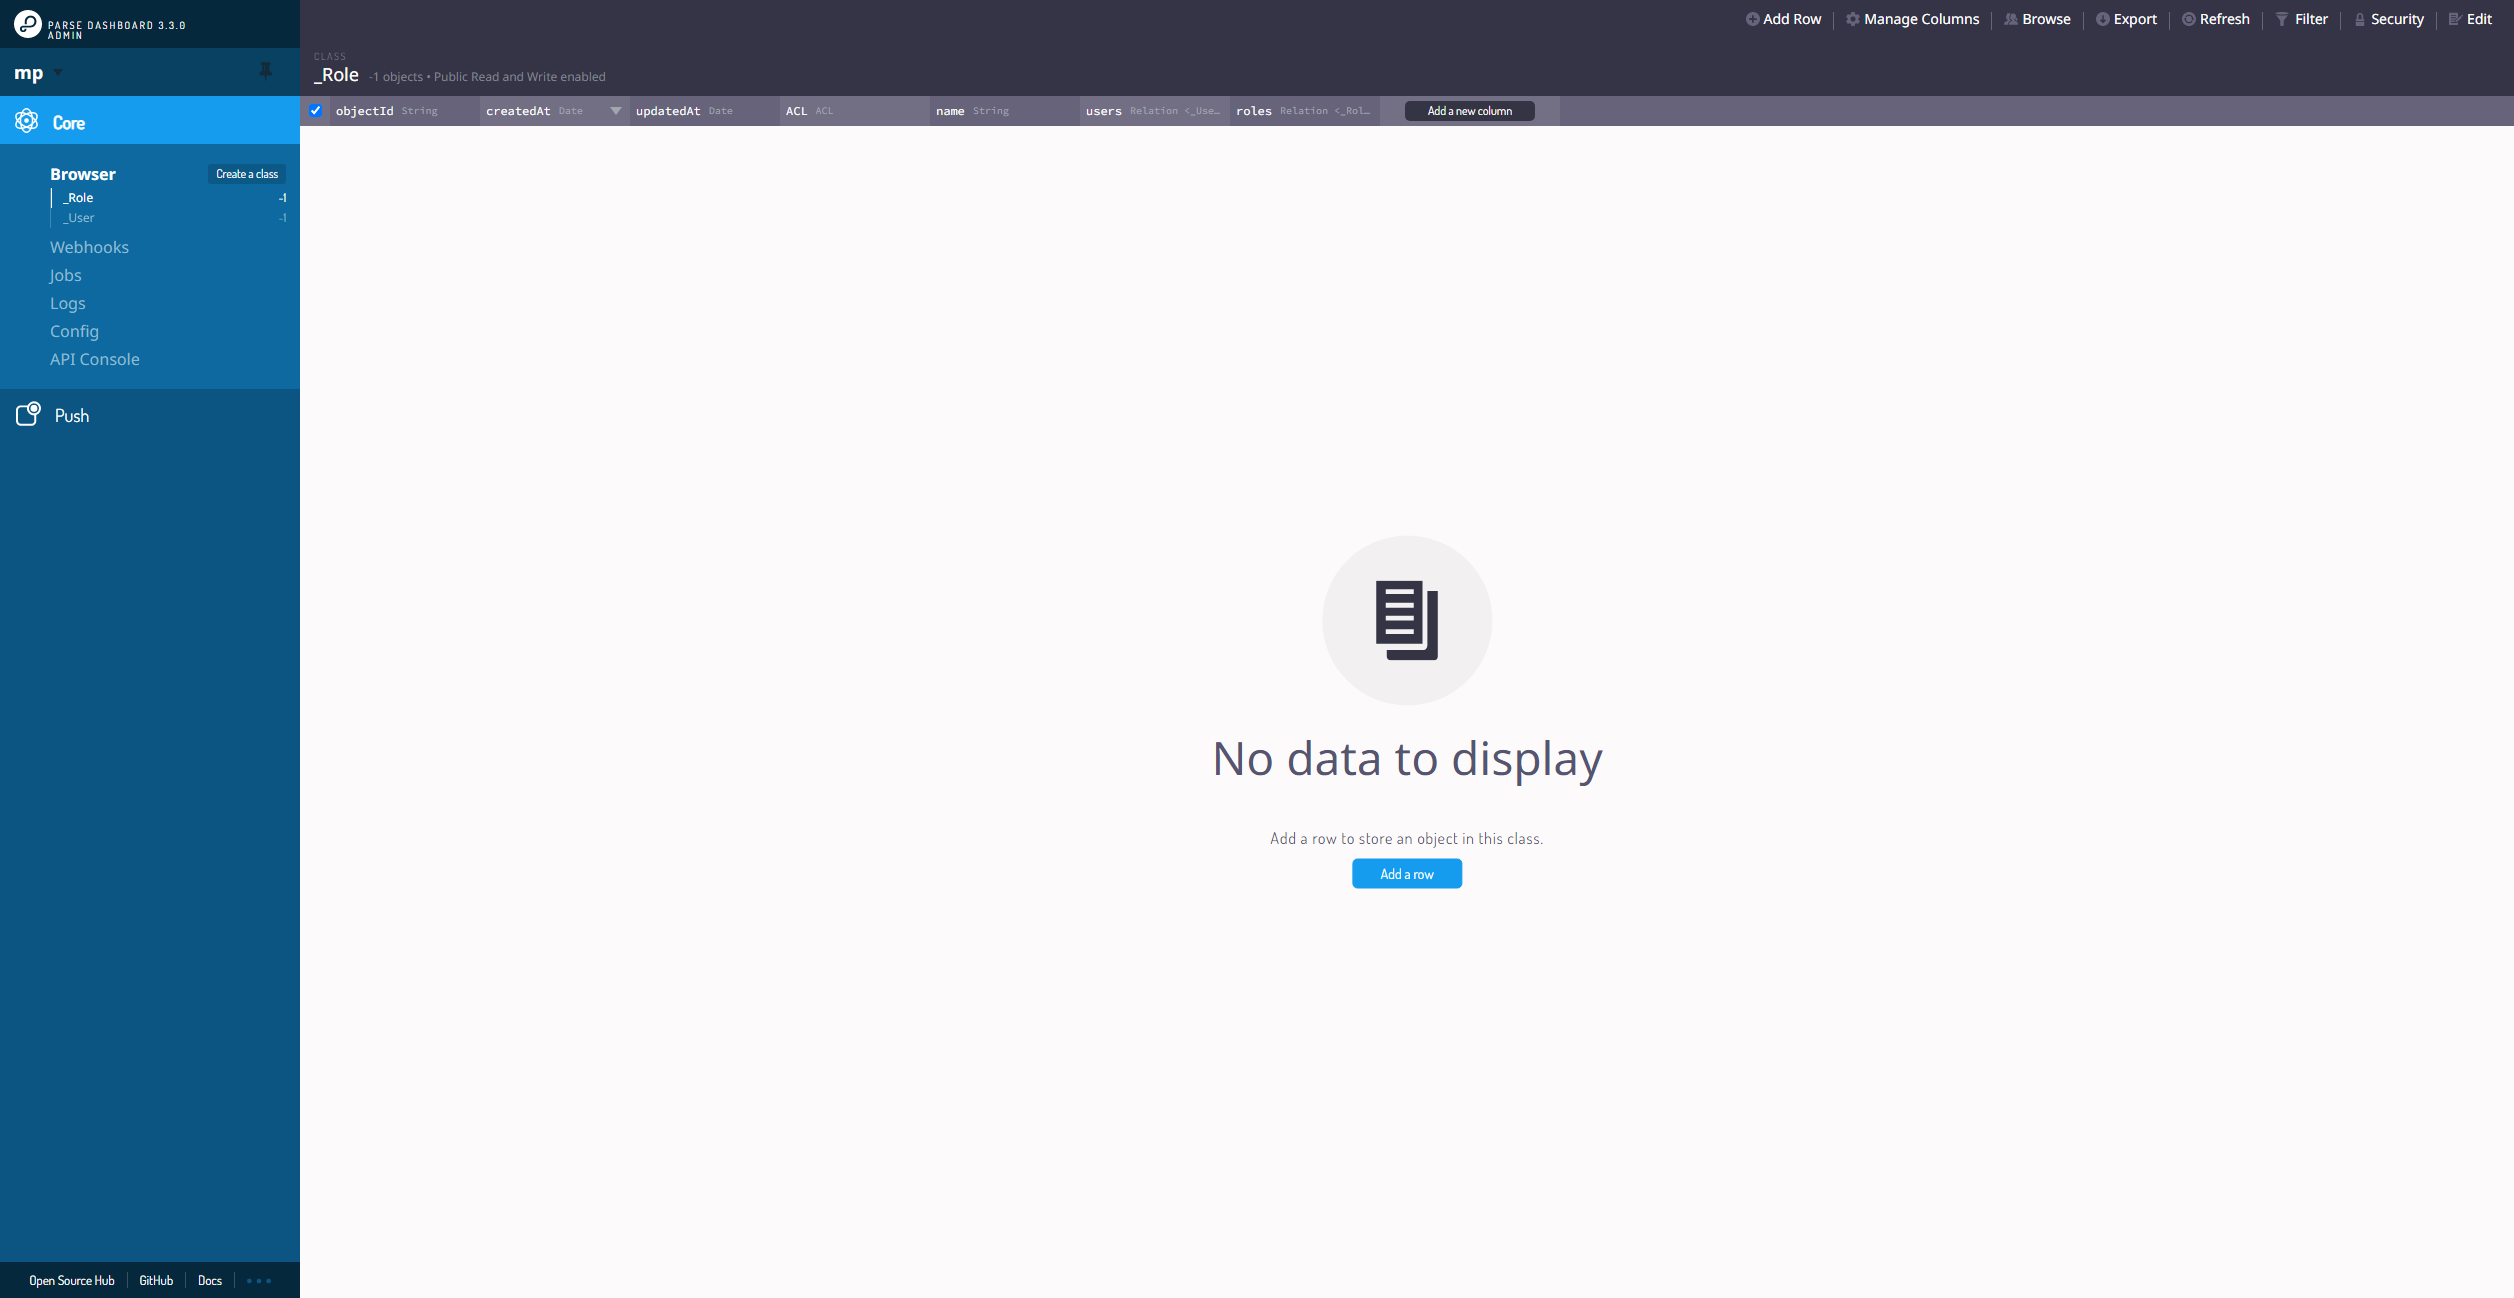 PARSE DASHBOARD 3.3.0
ADMIN
mp
Core
Browser
Create a class
_Role -1
_User -1
Webhooks
Jobs
Logs
Config
API Console
Push
Open Source Hub GitHub Docs
Add Row Manage Columns Browse Export Refresh Filter Security Edit
CLASS
_Role -1 objects • Public Read and Write enabled
objectId String createdAt Date updatedAt Date ACL ACL name String users Relation <_Use… roles Relation <_Rol… Add a new column
No data to display
Add a row to store an object in this class.
Add a row